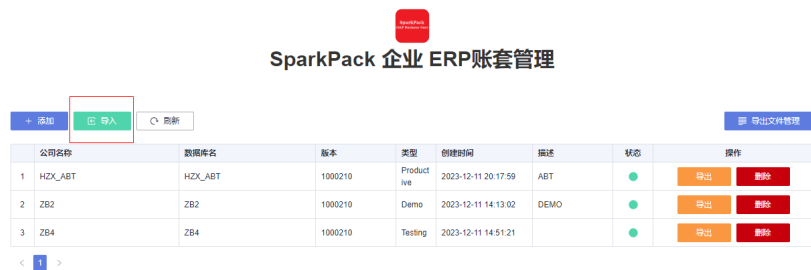 SparkPack
SparkPack 企业 ERP账套管理
+ 添加 导入 刷新 导出文件管理
公司名称 数据库名 版本 类型 创建时间 描述 状态 操作
1 HZX_ABT HZX_ABT 1000210 Product 2023-12-11 20:17:59 ABT 导出 删除
ive
2 ZB2 ZB2 1000210 Demo 2023-12-11 14:13:02 DEMO 导出 删除
3 ZB4 ZB4 1000210 Testing 2023-12-11 14:51:21 导出 删除
< 1 >